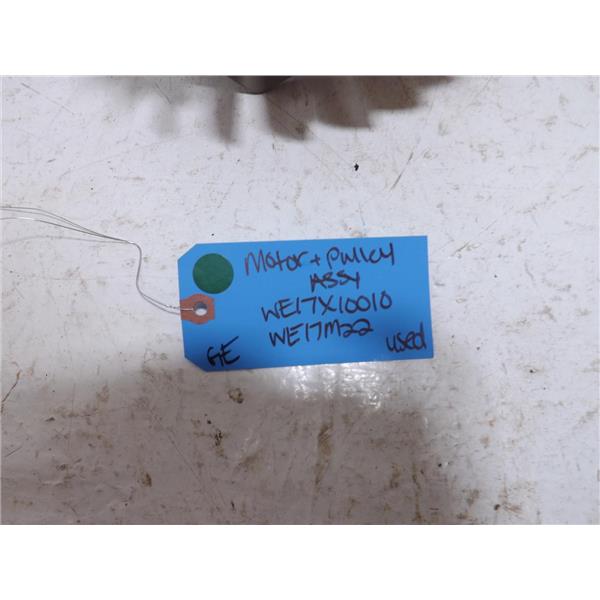 Motor + Pulley
ASSY
WE17X10010
WE17M22
GE
used